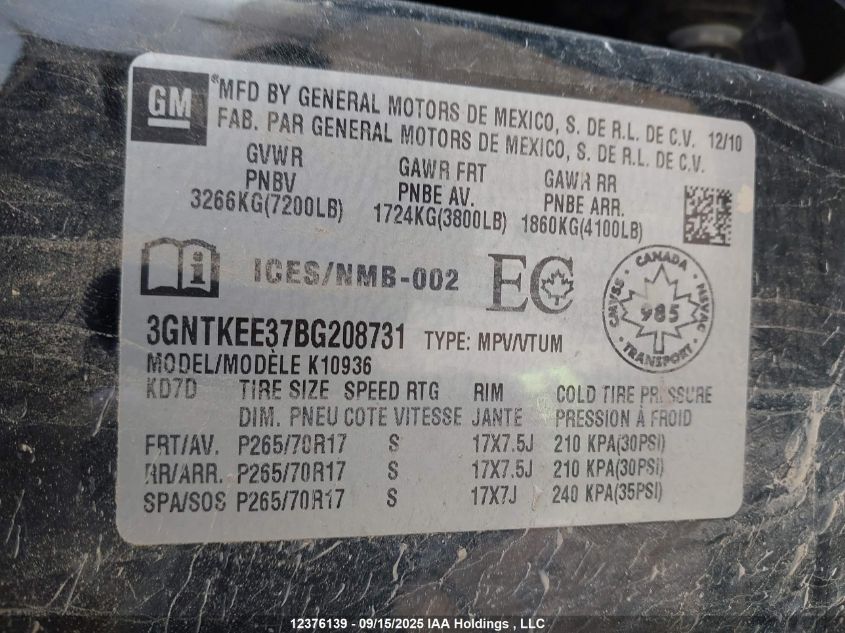 GM
*MFD BY GENERAL MOTORS DE MEXICO, S. DE R.L. DE C.V. 12/10
FAB. PAR GENERAL MOTORS DE MEXICO, S. DE R.L. DE C.V.
GVWR GAWR FRT GAWR RR
PNBV PNBE AV. PNBE ARR.
3266KG(7200LB) 1724KG(3800LB) 1860KG(4100LB)
i ICES/NMB-002 EC
CANADA
CMVSS 985 NSVAC
TRANSPORT
3GNTKEE37BG208731 TYPE: MPV/VTUM
MODEL/MODÈLE K10936
KD7D TIRE SIZE SPEED RTG RIM COLD TIRE PRESSURE
DIM. PNEU COTE VITESSE JANTE PRESSION À FROID
FRT/AV. P265/70R17 S 17X7.5J 210 KPA(30PSI)
RR/ARR. P265/70R17 S 17X7.5J 210 KPA(30PSI)
SPA/SOS P265/70R17 S 17X7J 240 KPA(35PSI)
12376139 - 09/15/2025 IAA Holdings , LLC